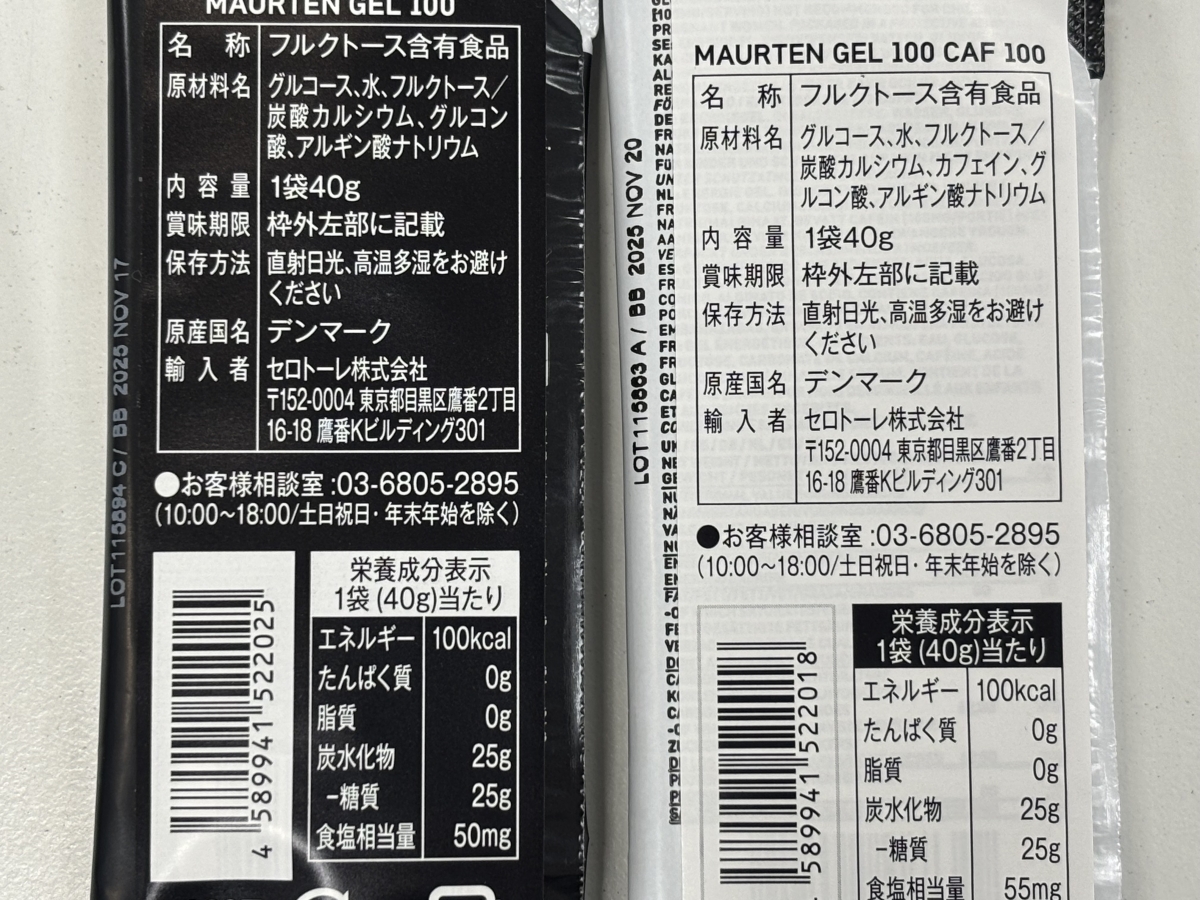 MAURTEN GEL 100
名称 フルクトース含有食品
原材料名 グルコース、水、フルクトース／
炭酸カルシウム、グルコン
酸、アルギン酸ナトリウム
内容量 1袋40g
賞味期限 枠外左部に記載
保存方法 直射日光、高温多湿をお避け
ください
原産国名 デンマーク
輸入者 セロトーレ株式会社
〒152-0004 東京都目黒区鷹番2丁目
16-18 鷹番Kビルディング301
●お客様相談室:03-6805-2895
(10:00〜18:00/土日祝日・年末年始を除く)
栄養成分表示
1袋(40g)当たり
エネルギー 100kcal
たんぱく質 0g
脂質 0g
炭水化物 25g
-糖質 25g
食塩相当量 50mg
4 589941 522025
BB 2025 NOV 17
MAURTEN GEL 100 CAF 100
名称 フルクトース含有食品
原材料名 グルコース、水、フルクトース／
炭酸カルシウム、カフェイン、グ
ルコン酸、アルギン酸ナトリウム
内容量 1袋40g
賞味期限 枠外左部に記載
保存方法 直射日光、高温多湿をお避け
ください
原産国名 デンマーク
輸入者 セロトーレ株式会社
〒152-0004 東京都目黒区鷹番2丁目
16-18 鷹番Kビルディング301
●お客様相談室:03-6805-2895
(10:00〜18:00/土日祝日・年末年始を除く)
栄養成分表示
1袋(40g)当たり
エネルギー 100kcal
たんぱく質 0g
脂質 0g
炭水化物 25g
-糖質 25g
食塩相当量 55mg
589941 522018
BB 2025 NOV 20